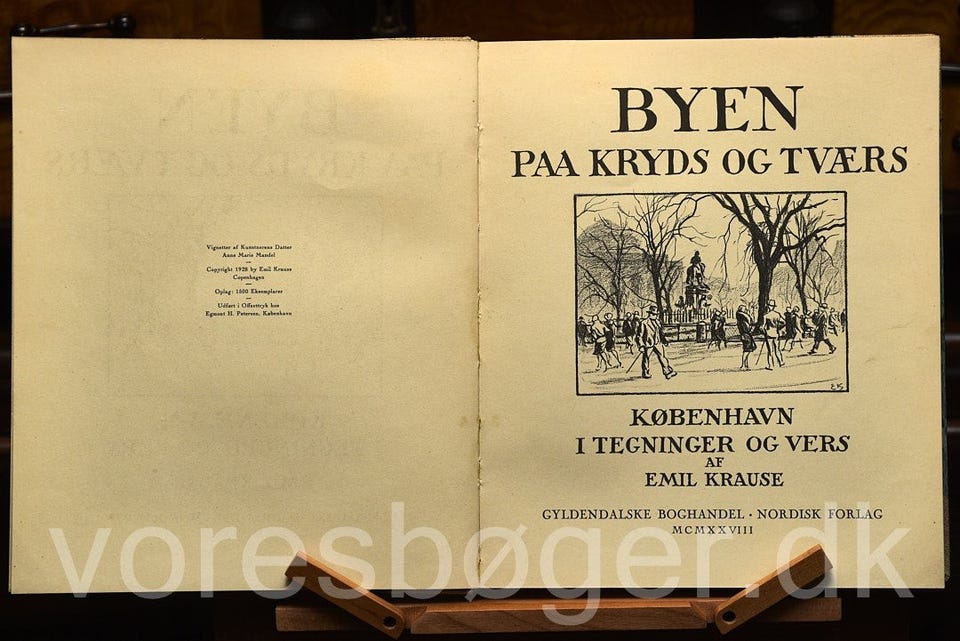 Vignetter af Kunstnerens Datter
Anne Marie Mandel
Copyright 1928 by Emil Krause
Copenhagen
Oplag: 1500 Eksemplarer
Udført i Offsettryk hos
Egmont H. Petersen, København
BYEN
PAA KRYDS OG TVÆRS
EK
KØBENHAVN
I TEGNINGER OG VERS
AF
EMIL KRAUSE
GYLDENDALSKE BOGHANDEL · NORDISK FORLAG
MCMXXVIII
voresbøger.dk